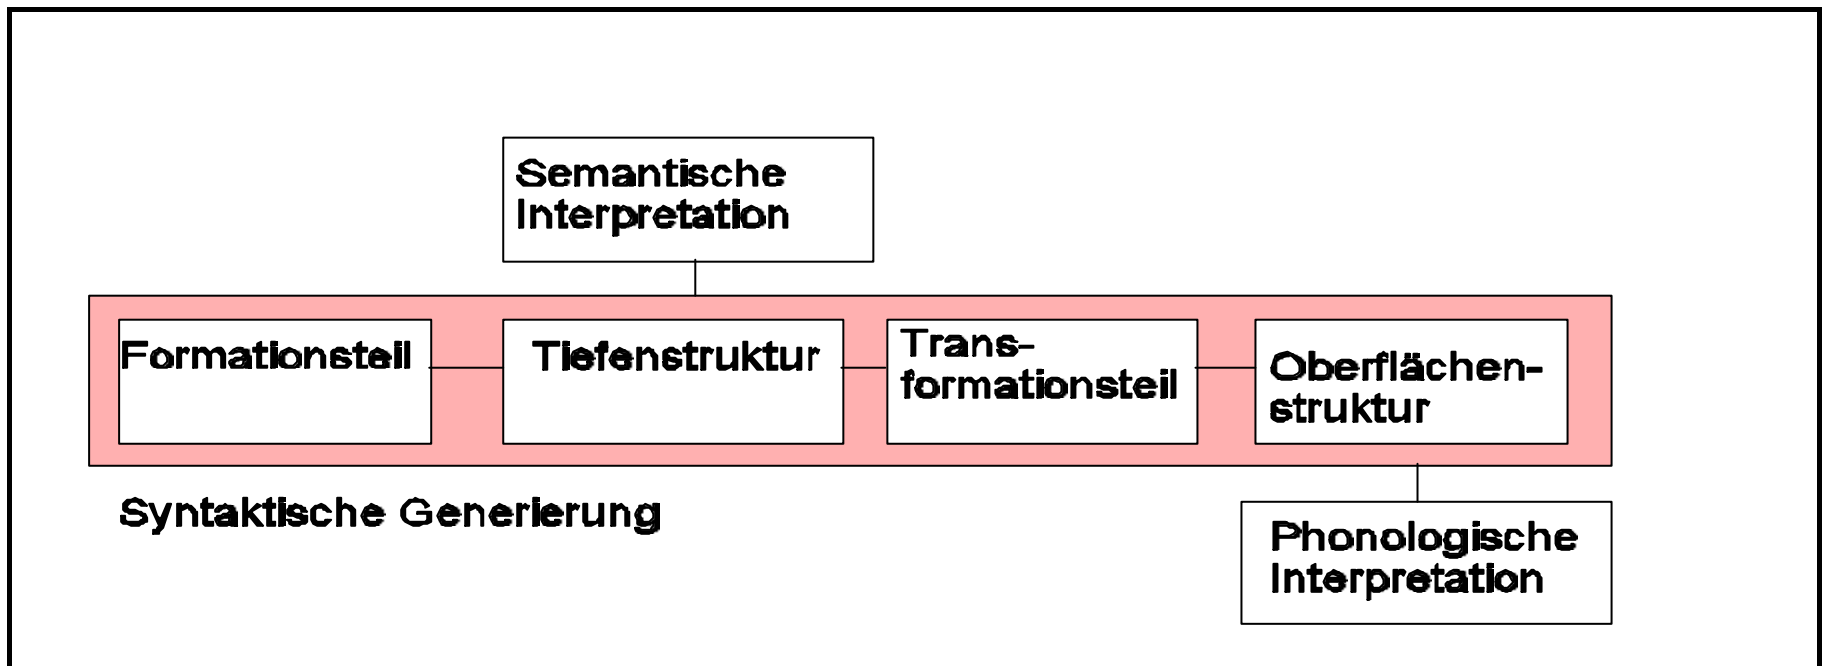 Semantische
Interpretation
Formationsteil
Tiefenstruktur
Trans-
formationsteil
Oberflächen-
struktur
Syntaktische Generierung
Phonologische
Interpretation